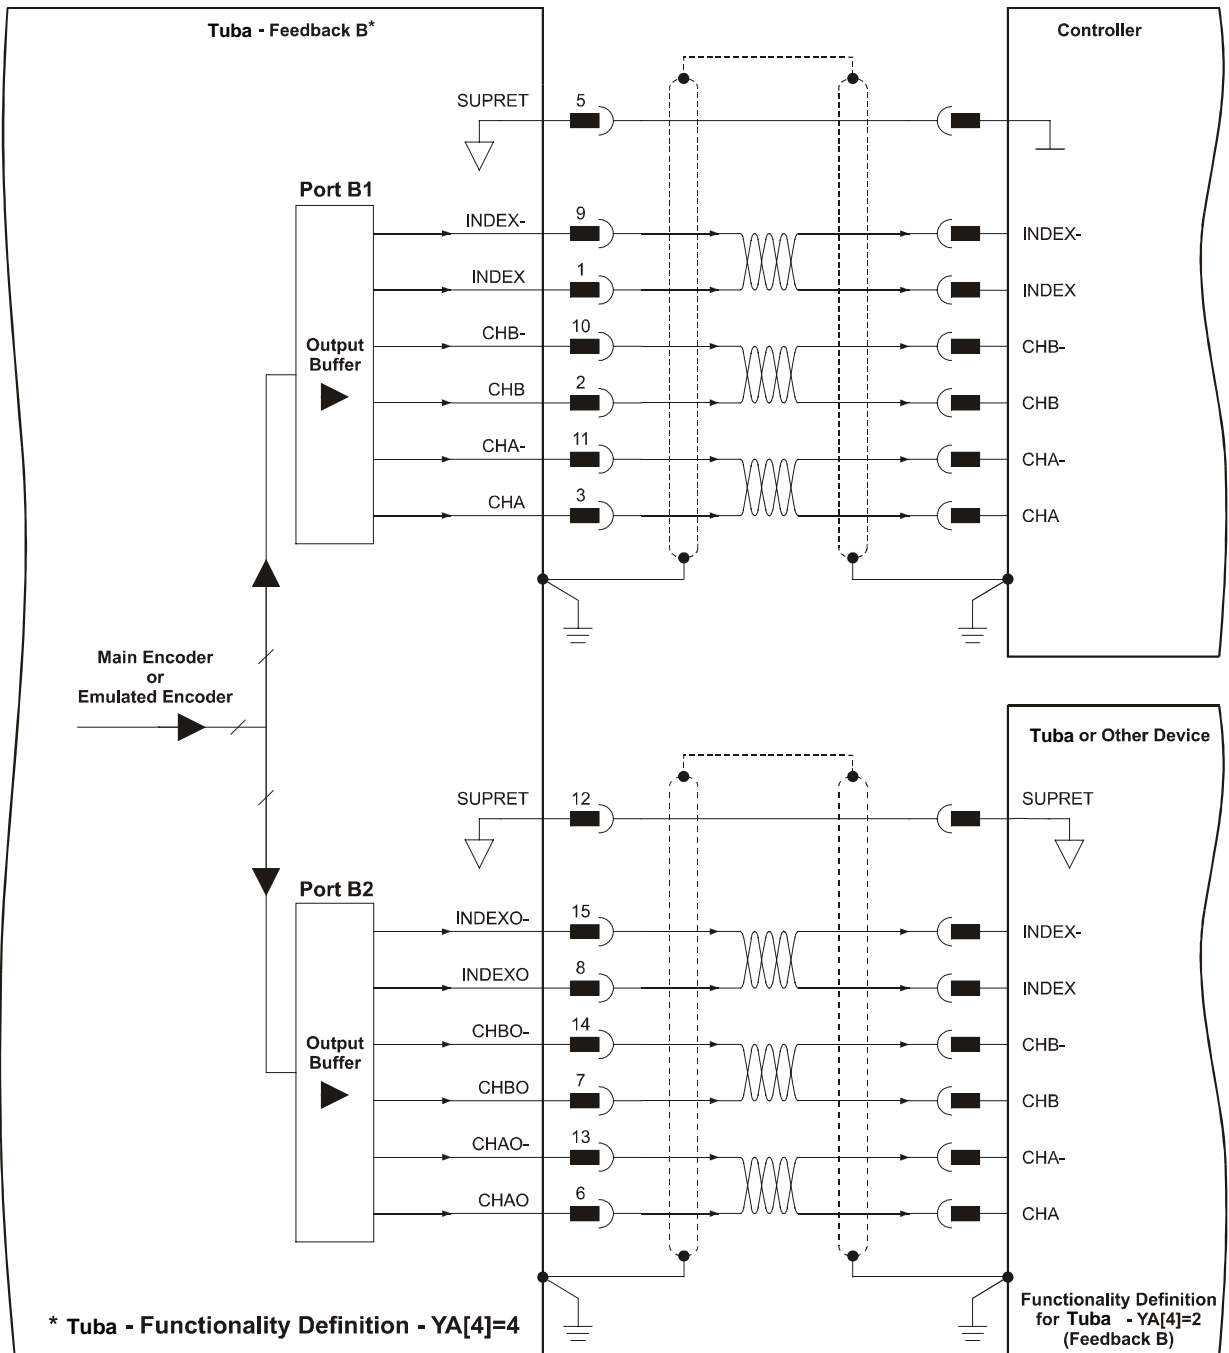 Tuba - Feedback B*
Controller
SUPRET
5
Port B1
INDEX-
9
INDEX-
INDEX
1
INDEX
CHB-
10
CHB-
Output
Buffer
CHB
2
CHB
CHA-
11
CHA-
CHA
3
CHA
Main Encoder
or
Emulated Encoder
Tuba or Other Device
SUPRET
12
SUPRET
Port B2
INDEXO-
15
INDEX-
INDEXO
8
INDEX
CHBO-
14
CHB-
Output
Buffer
CHBO
7
CHB
CHAO-
13
CHA-
CHAO
6
CHA
* Tuba - Functionality Definition - YA[4]=4
Functionality Definition
for Tuba - YA[4]=2
(Feedback B)